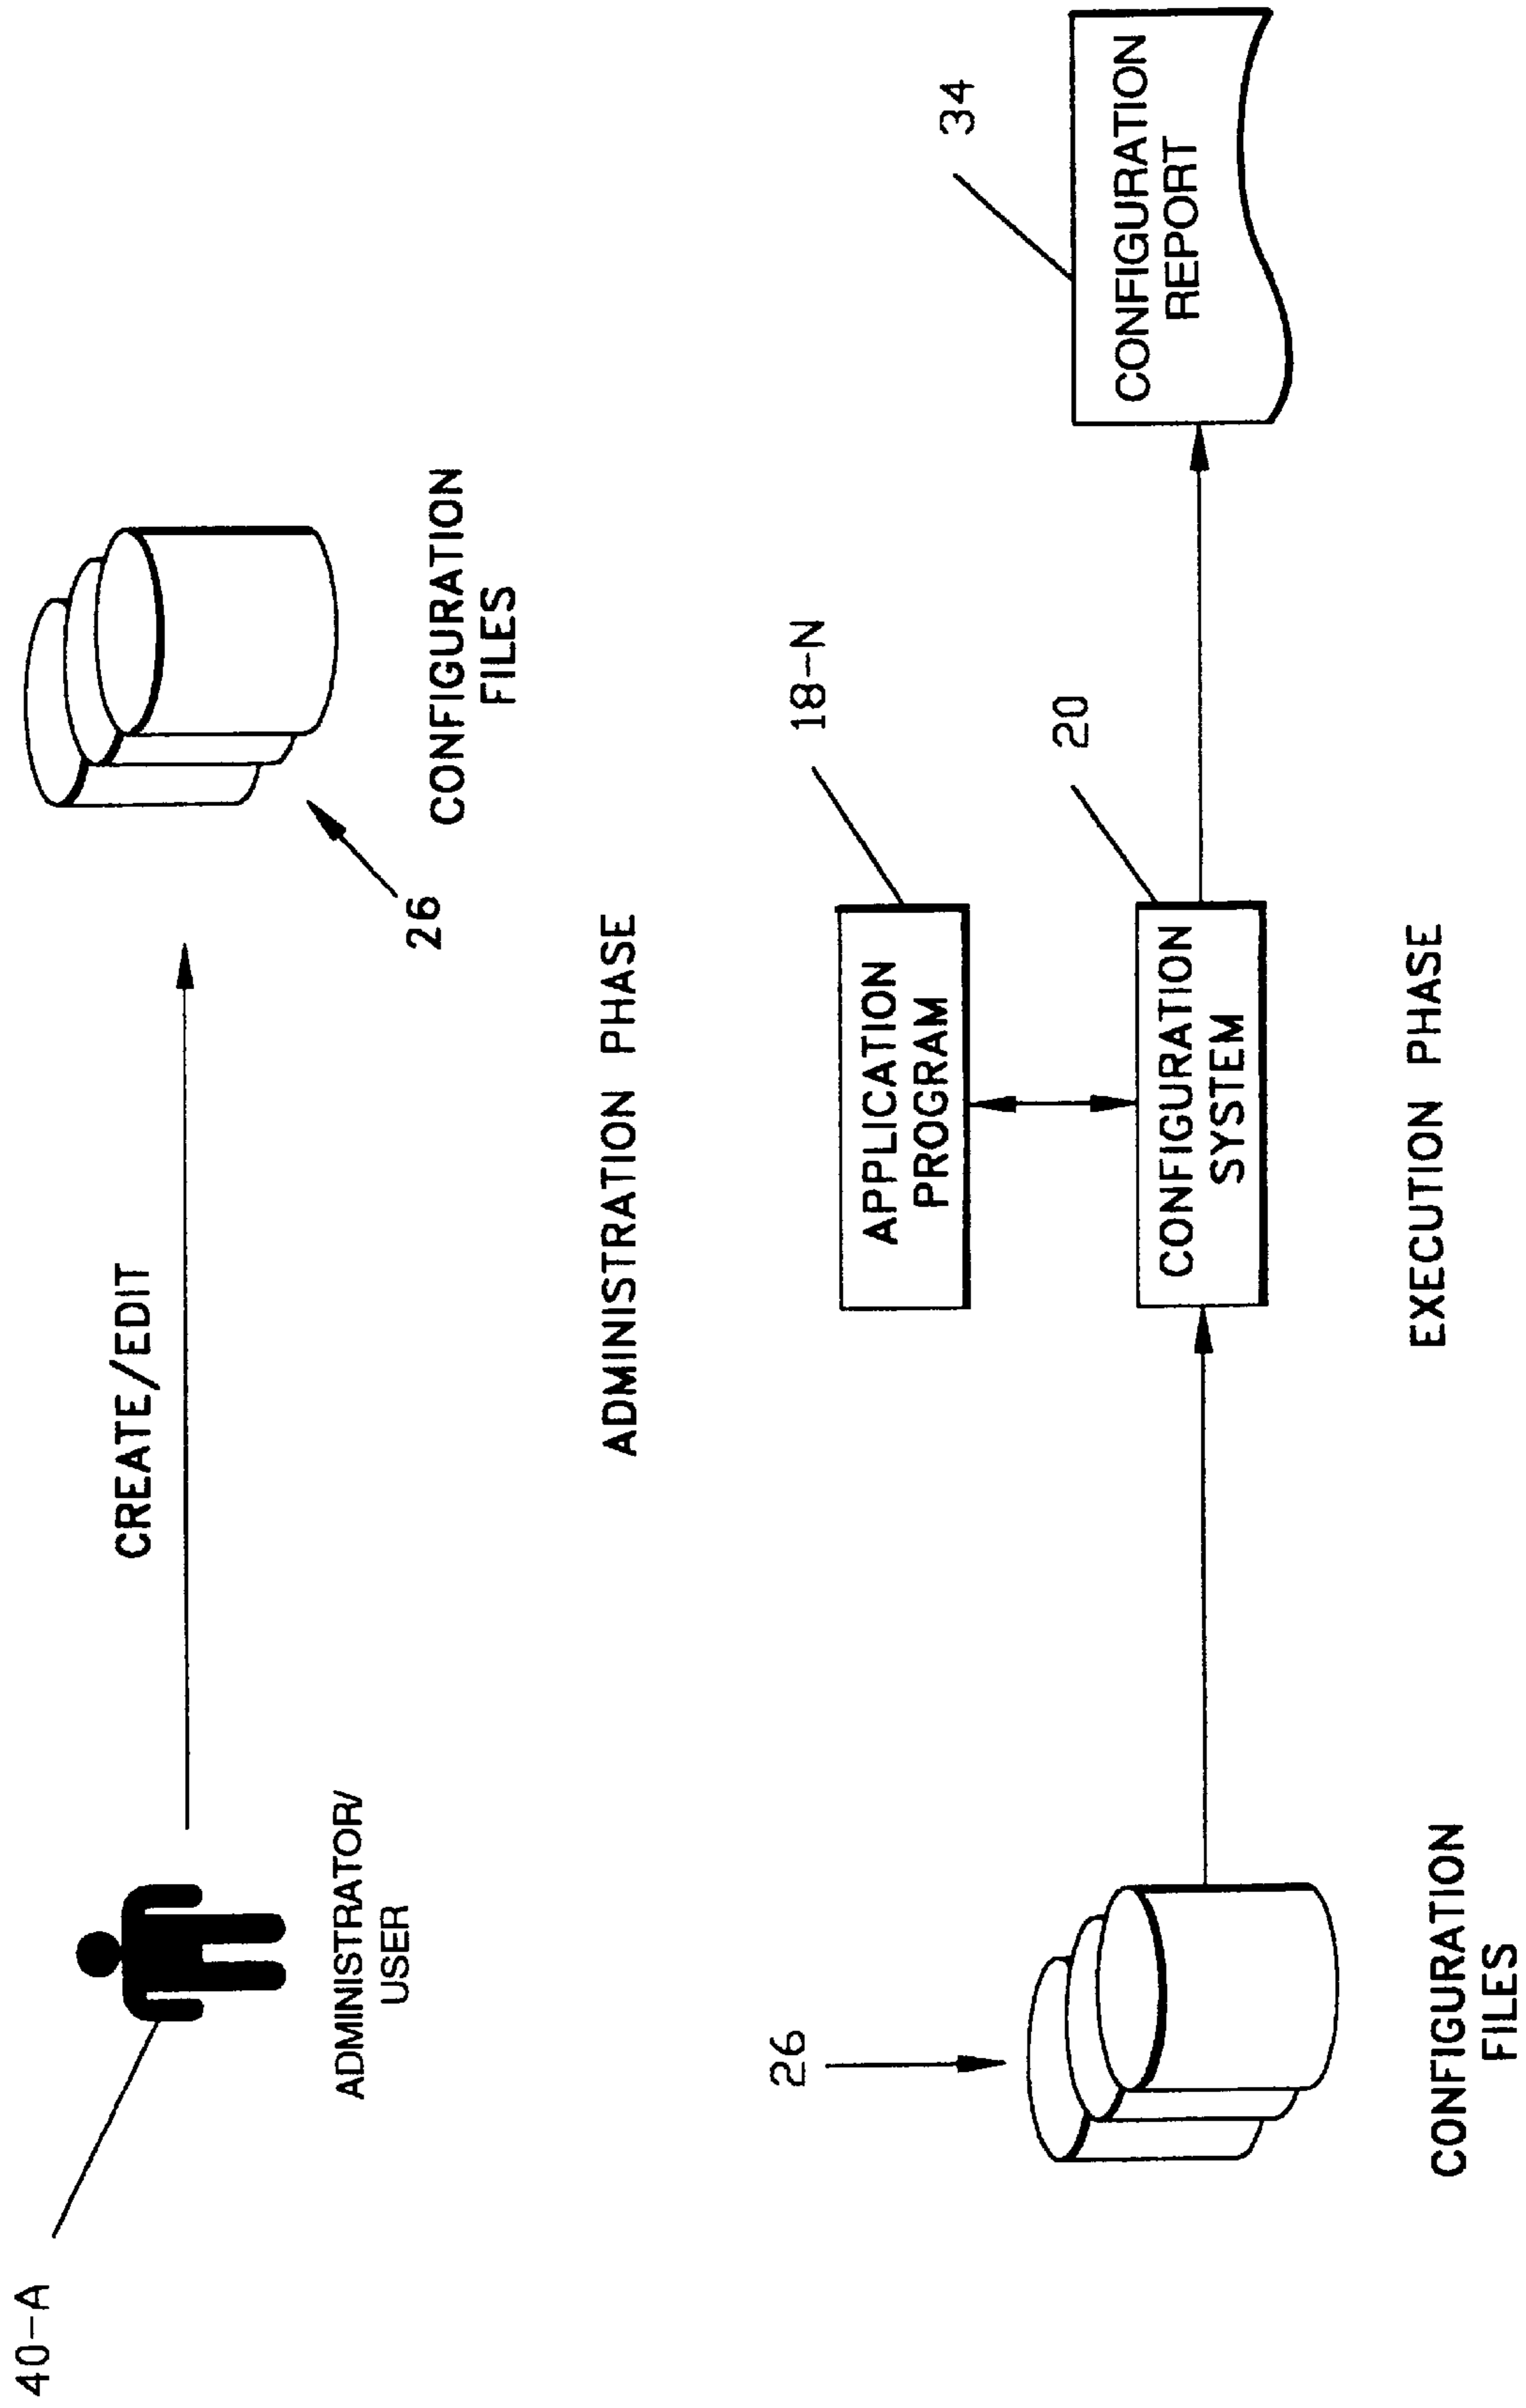 40-A
CREATE/EDIT
ADMINISTRATOR/
USER
26
CONFIGURATION
FILES
ADMINISTRATION PHASE
26
18-N
APPLICATION
PROGRAM
34
20
CONFIGURATION
SYSTEM
CONFIGURATION
REPORT
CONFIGURATION
FILES
EXECUTION PHASE